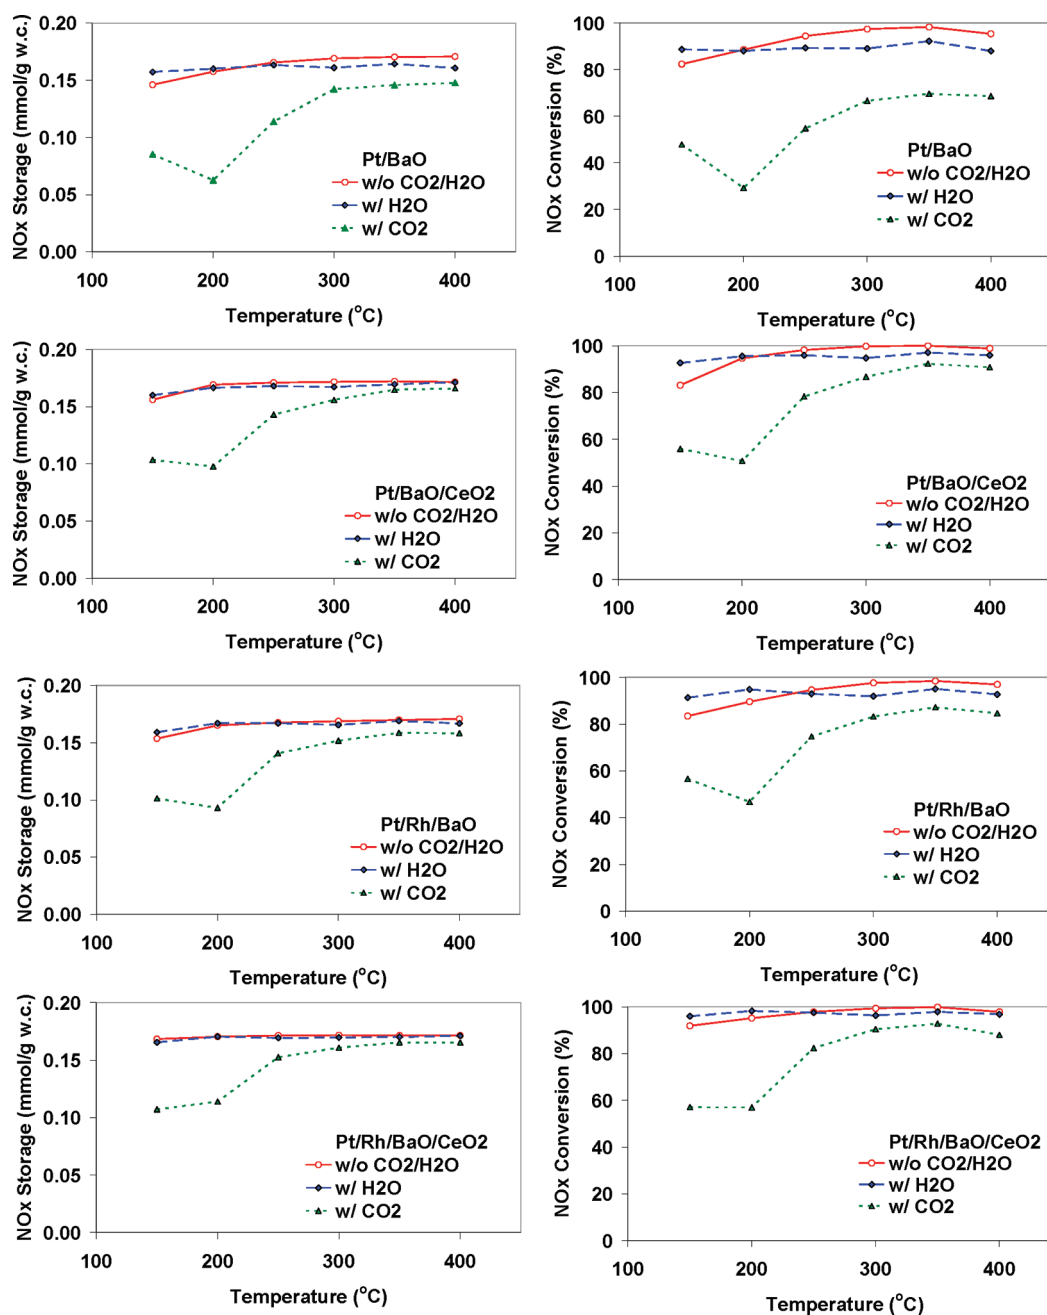 NOx Storage (mmol/g w.c.)
0.20
0.15
0.10
0.05
0.00
Pt/BaO
w/o CO2/H2O
w/ H2O
w/ CO2
100 200 300 400
Temperature (oC)
NOx Conversion (%)
100
80
60
40
20
0
Pt/BaO
w/o CO2/H2O
w/ H2O
w/ CO2
100 200 300 400
Temperature (oC)
NOx Storage (mmol/g w.c.)
0.20
0.15
0.10
0.05
0.00
Pt/BaO/CeO2
w/o CO2/H2O
w/ H2O
w/ CO2
100 200 300 400
Temperature (oC)
NOx Conversion (%)
100
80
60
40
20
0
Pt/BaO/CeO2
w/o CO2/H2O
w/ H2O
w/ CO2
100 200 300 400
Temperature (oC)
NOx Storage (mmol/g w.c.)
0.20
0.15
0.10
0.05
0.00
Pt/Rh/BaO
w/o CO2/H2O
w/ H2O
w/ CO2
100 200 300 400
Temperature (oC)
NOx Conversion (%)
100
80
60
40
20
0
Pt/Rh/BaO
w/o CO2/H2O
w/ H2O
w/ CO2
100 200 300 400
Temperature (oC)
NOx Storage (mmol/g w.c.)
0.20
0.15
0.10
0.05
0.00
Pt/Rh/BaO/CeO2
w/o CO2/H2O
w/ H2O
w/ CO2
100 200 300 400
Temperature (oC)
NOx Conversion (%)
100
80
60
40
20
0
Pt/Rh/BaO/CeO2
w/o CO2/H2O
w/ H2O
w/ CO2
100 200 300 400
Temperature (oC)